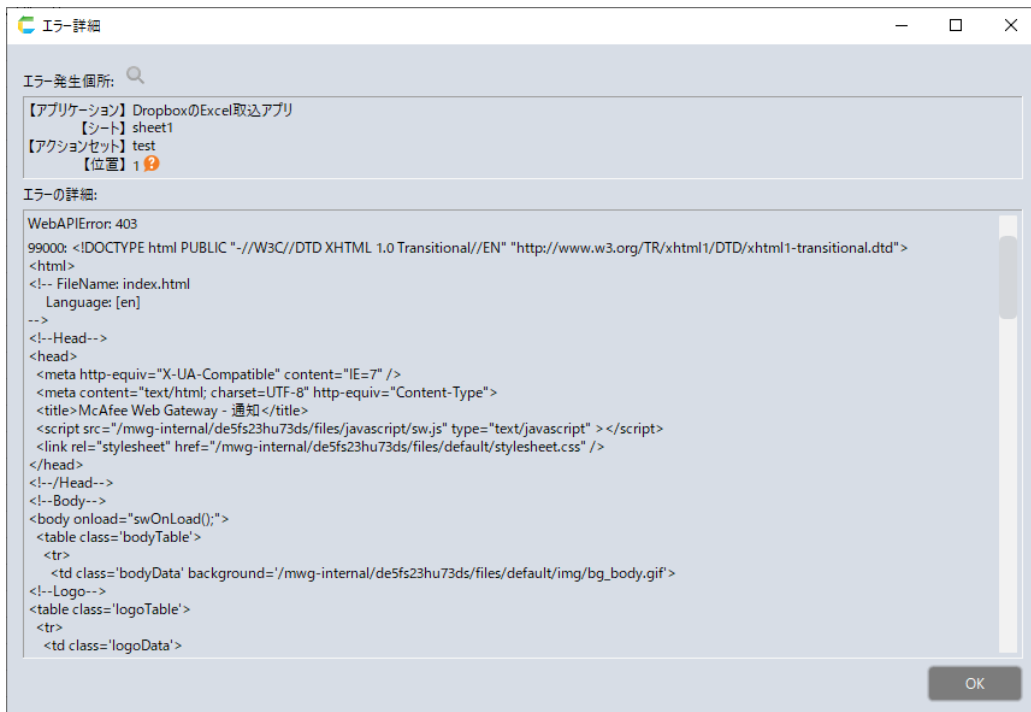 エラー詳細
エラー発生個所:
【アプリケーション】DropboxのExcel取込アプリ
【シート】sheet1
【アクションセット】test
【位置】1
エラーの詳細:
WebAPIError: 403
99000: <!DOCTYPE html PUBLIC "-//W3C//DTD XHTML 1.0 Transitional//EN" "http://www.w3.org/TR/xhtml1/DTD/xhtml1-transitional.dtd">
<html>
<!-- FileName: index.html
Language: [en]
-->
<!--Head-->
<head>
<meta http-equiv="X-UA-Compatible" content="IE=7" />
<meta content="text/html; charset=UTF-8" http-equiv="Content-Type">
<title>McAfee Web Gateway - 通知</title>
<script src="/mwg-internal/de5fs23hu73ds/files/javascript/sw.js" type="text/javascript" ></script>
<link rel="stylesheet" href="/mwg-internal/de5fs23hu73ds/files/default/stylesheet.css" />
</head>
<!--/Head-->
<!--Body-->
<body onload="swOnLoad();">
<table class='bodyTable'>
<tr>
<td class='bodyData' background='/mwg-internal/de5fs23hu73ds/files/default/img/bg_body.gif'>
<!--Logo-->
<table class='logoTable'>
<tr>
<td class='logoData'>
OK